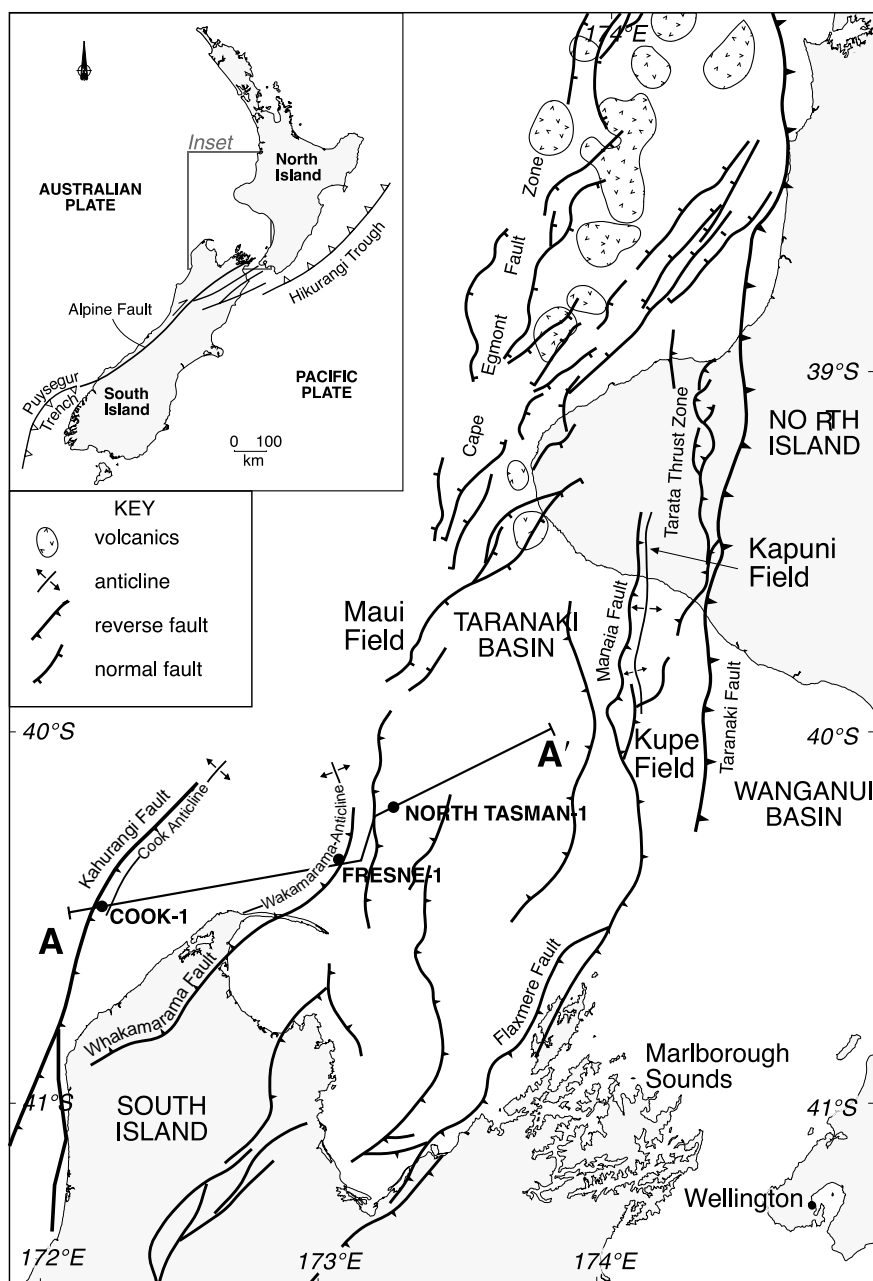 174°E
Inset
North
Island
AUSTRALIAN
PLATE
Hikurangi Trough
Alpine Fault
PACIFIC
PLATE
Puysegur
Trench
South
Island
0 100
km
KEY
volcanics
anticline
reverse fault
normal fault
Zone
Fault
Egmont
Cape
39°S
NORTH
ISLAND
Tarata Thrust Zone
Kapuni
Field
Maui
Field
TARANAKI
BASIN
Manaia Fault
Taranaki Fault
40°S
40°S
Kupe
Field
WANGANUI
BASIN
A'
NORTH TASMAN-1
Kahurangi Fault
Cook Anticline
Wakamarama Anticline
FRESNE-1
COOK-1
A
Whakamarama Fault
Flaxmere Fault
Marlborough
Sounds
41°S
41°S
SOUTH
ISLAND
Wellington
172°E
173°E
174°E